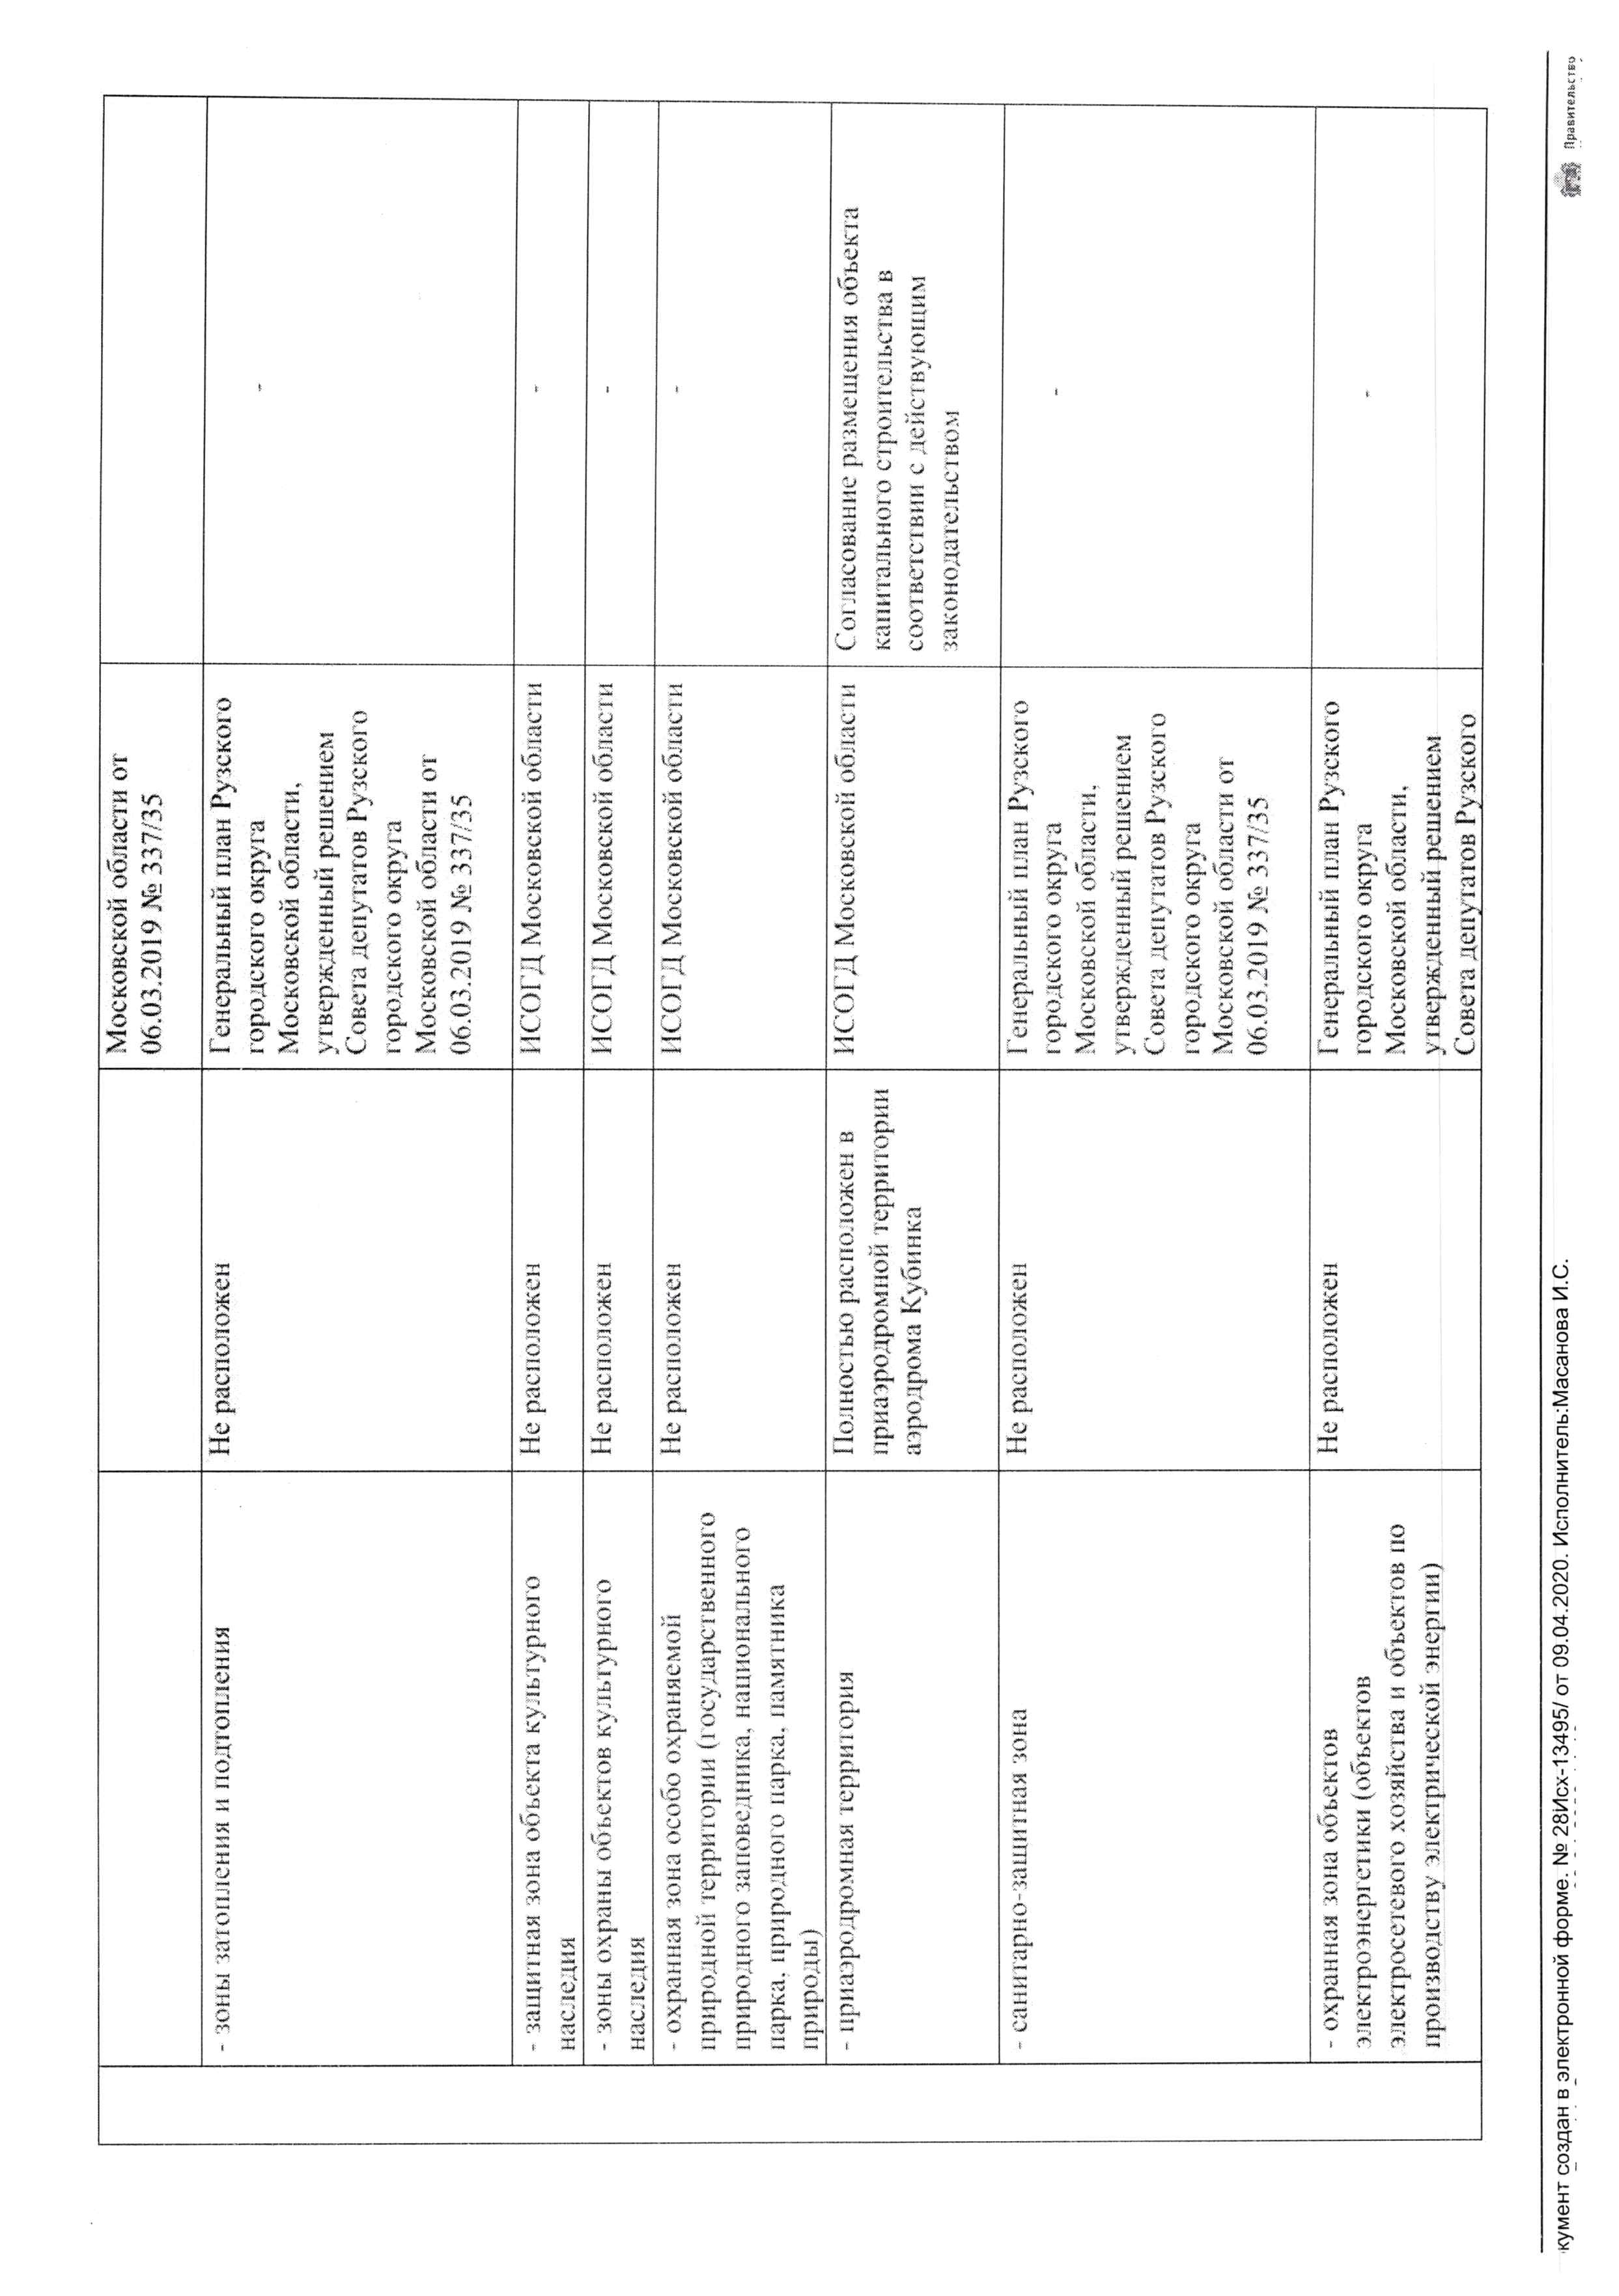 Московской области от
06.03.2019 № 337/35
- зоны затопления и подтопления
Не расположен
Генеральный план Рузского
городского округа
Московской области,
утвержденный решением
Совета депутатов Рузского
городского округа
Московской области от
06.03.2019 № 337/35
-
- защитная зона объекта культурного
наследия
Не расположен
ИСОГД Московской области
-
- зоны охраны объектов культурного
наследия
Не расположен
ИСОГД Московской области
-
- охранная зона особо охраняемой
природной территории (государственного
природного заповедника, национального
парка, природного парка, памятника
природы)
Не расположен
ИСОГД Московской области
-
- приаэродромная территория
Полностью расположен в
приаэродромной территории
аэродрома Кубинка
ИСОГД Московской области
Согласование размещения объекта
капитального строительства в
соответствии с действующим
законодательством
- санитарно-защитная зона
Не расположен
Генеральный план Рузского
городского округа
Московской области,
утвержденный решением
Совета депутатов Рузского
городского округа
Московской области от
06.03.2019 № 337/35
-
- охранная зона объектов
электроэнергетики (объектов
электросетевого хозяйства и объектов по
производству электрической энергии)
Не расположен
Генеральный план Рузского
городского округа
Московской области,
утвержденный решением
Совета депутатов Рузского
-
кумент создан в электронной форме. № 28Исх-13495/ от 09.04.2020. Исполнитель:Масанова И.С.
Правительство